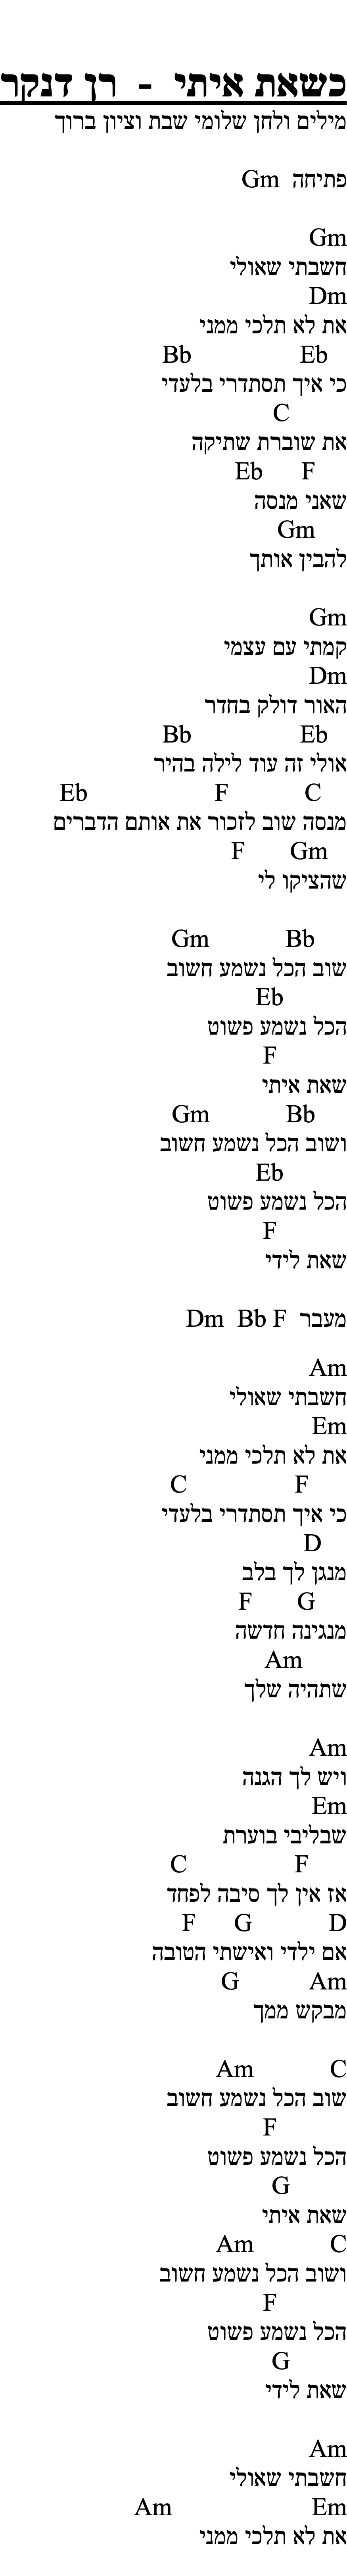 כשאת איתי - רן דנקר
מילים ולחן שלומי שבת וציון ברוך
פתיחה Gm
Gm
חשבתי שאולי
Dm
את לא תלכי ממני
Eb Bb
כי איך תסתדרי בלעדי
C
את שוברת שתיקה
F Eb
שאני מנסה
Gm
להבין אותך
Gm
קמתי עם עצמי
Dm
האור דולק בחדר
Eb Bb
אולי זה עוד לילה בהיר
C F Eb
מנסה שוב לזכור את אותם הדברים
Gm F
שהציקו לי
Bb Gm
שוב הכל נשמע חשוב
Eb
הכל נשמע פשוט
F
שאת איתי
Bb Gm
ושוב הכל נשמע חשוב
Eb
הכל נשמע פשוט
F
שאת לידי
מעבר Dm Bb F
Am
חשבתי שאולי
Em
את לא תלכי ממני
F C
כי איך תסתדרי בלעדי
D
מנגן לך בלב
G F
מנגינה חדשה
Am
שתהיה שלך
Am
ויש לך הגנה
Em
שבליבי בוערת
F C
אז אין לך סיבה לפחד
D G F
אם ילדי ואישתי הטובה
Am G
מבקש ממך
C Am
שוב הכל נשמע חשוב
F
הכל נשמע פשוט
G
שאת איתי
C Am
ושוב הכל נשמע חשוב
F
הכל נשמע פשוט
G
שאת לידי
Am
חשבתי שאולי
Em Am
את לא תלכי ממני